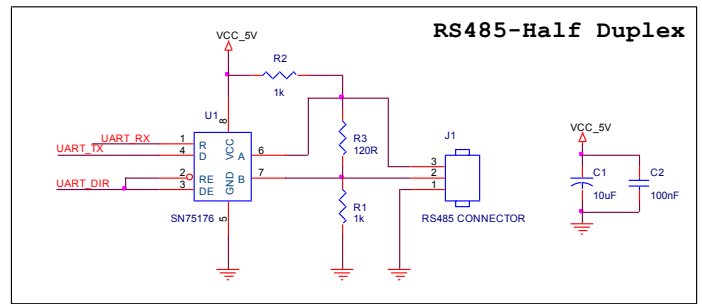 RS485-Half Duplex
VCC_5V
R2
1k
U1
8
UART_RX
1
R
VCC
A
6
UART_TX
4
D
R3
120R
J1
3
2
1
2
RE
B
7
UART_DIR
3
DE
GND
SN75176
5
R1
1k
RS485 CONNECTOR
VCC_5V
C1
10uF
C2
100nF